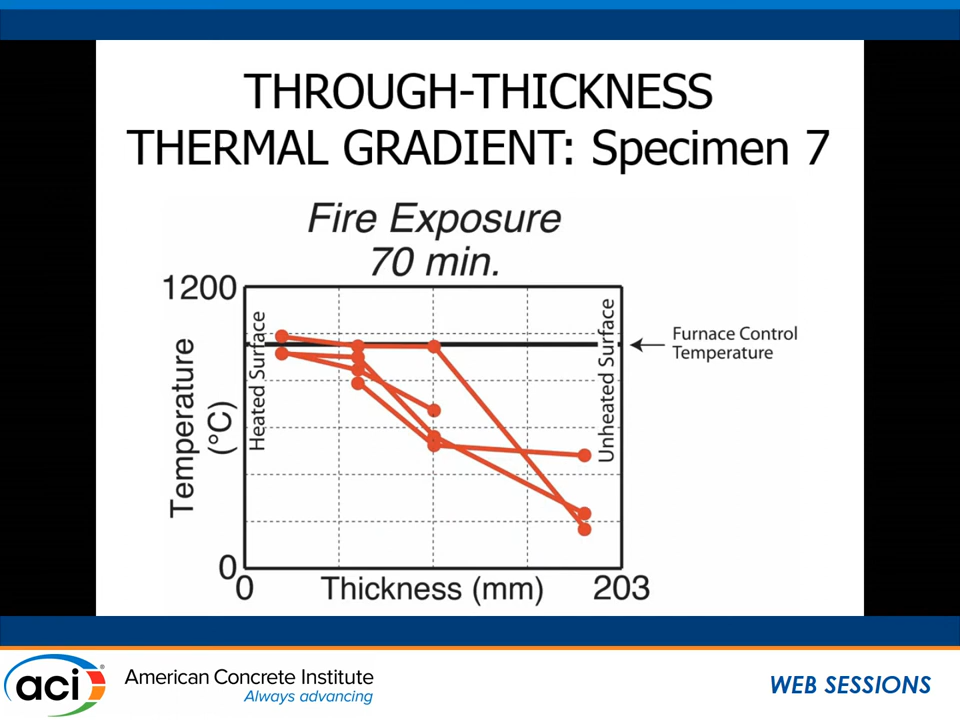 THROUGH-THICKNESS
THERMAL GRADIENT: Specimen 7
Fire Exposure
70 min.
1200
Temperature
(°C)
Heated Surface
Unheated Surface
Furnace Control
Temperature
0
0
Thickness (mm)
203
aci
American Concrete Institute
Always advancing
WEB SESSIONS